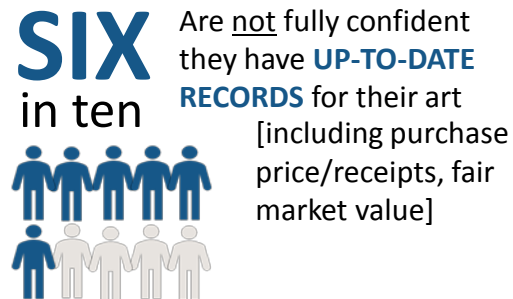 SIX
in ten
Are not fully confident
they have UP-TO-DATE
RECORDS for their art
[including purchase
price/receipts, fair
market value]